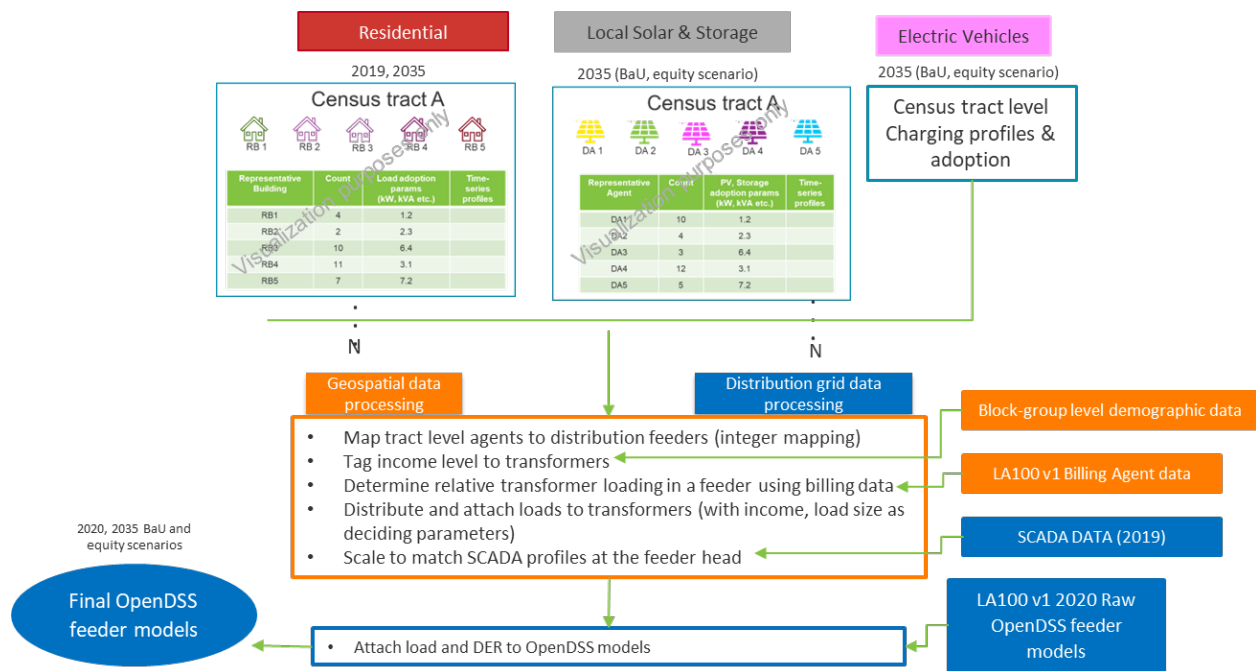 Residential
Local Solar & Storage
Electric Vehicles
2019, 2035
2035 (BaU, equity scenario)
2035 (BaU, equity scenario)
Census tract A
RB 1
RB 2
RB 3
RB 4
RB 5
Representative Building
Count
Load adoption params (kW, kVA etc.)
Time-series profiles
RB1 4 1.2
RB2 2 2.3
RB3 10 6.4
RB4 11 3.1
RB5 7 7.2
Visualization purposes only
N
Census tract A
DA 1
DA 2
DA 3
DA 4
DA 5
Representative Agent
Count
PV, Storage adoption params (kW, kVA etc.)
Time-series profiles
DA1 10 1.2
DA2 4 2.3
DA3 3 6.4
DA4 12 3.1
DA5 5 7.2
Visualization purposes only
N
Census tract level
Charging profiles &
adoption
Geospatial data
processing
Distribution grid data
processing
• Map tract level agents to distribution feeders (integer mapping)
• Tag income level to transformers
• Determine relative transformer loading in a feeder using billing data
• Distribute and attach loads to transformers (with income, load size as
deciding parameters)
• Scale to match SCADA profiles at the feeder head
Block-group level demographic data
LA100 v1 Billing Agent data
SCADA DATA (2019)
LA100 v1 2020 Raw
OpenDSS feeder
models
• Attach load and DER to OpenDSS models
2020, 2035 BaU and
equity scenarios
Final OpenDSS
feeder models